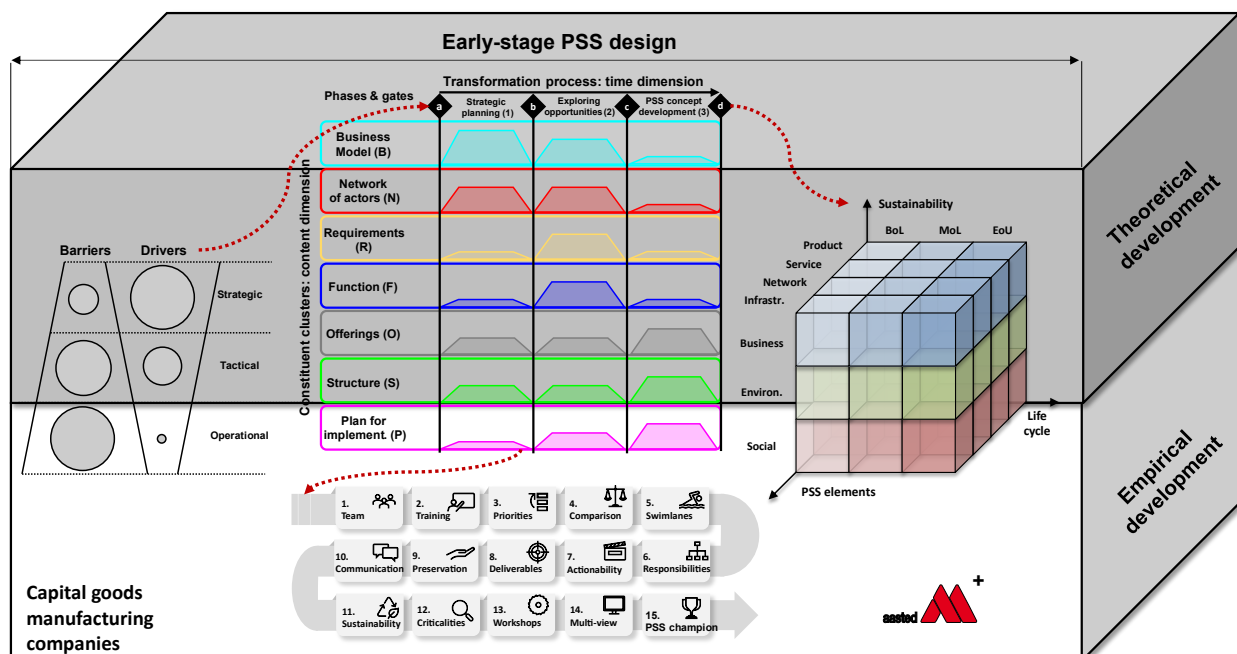 Early-stage PSS design
Transformation process: time dimension
Phases & gates
a
Strategic
planning (1)
b
Exploring
opportunities (2)
c
PSS concept
development (3)
d
Constituent clusters: content dimension
Business
Model (B)
Network
of actors (N)
Requirements
(R)
Function (F)
Offerings (O)
Structure (S)
Plan for
implement. (P)
Barriers
Drivers
Strategic
Tactical
Operational
Sustainability
BoL
MoL
EoU
Product
Service
Network
Infrastr.
Business
Environ.
Social
Life
cycle
PSS elements
Theoretical
development
Empirical
development
1.
Team
2.
Training
3.
Priorities
4.
Comparison
5.
Swimlanes
6.
Responsibilities
7.
Actionability
8.
Deliverables
9.
Preservation
10.
Communication
11.
Sustainability
12.
Criticalities
13.
Workshops
14.
Multi-view
15.
PSS champion
Capital goods
manufacturing
companies
aasted
+